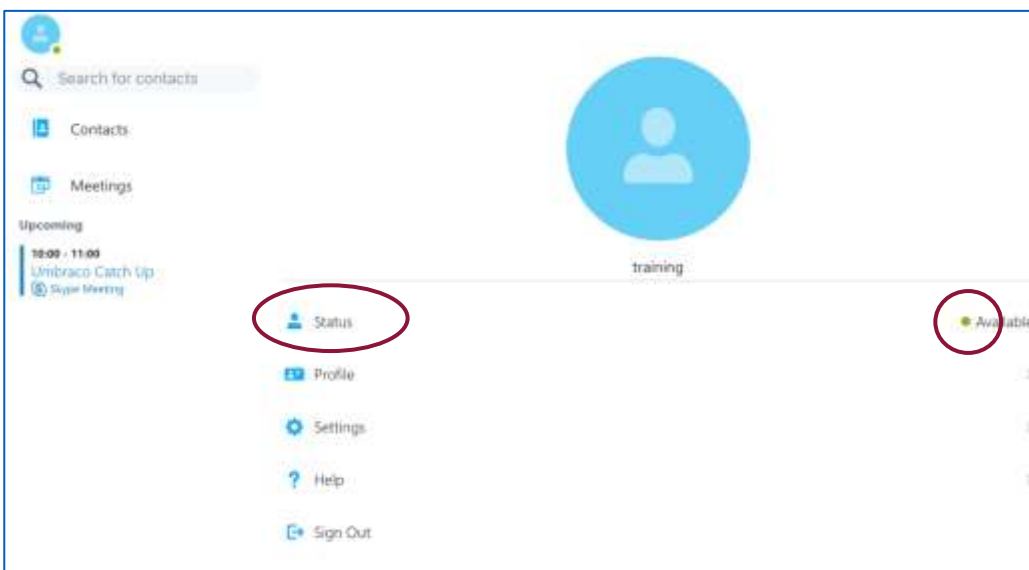 Search for contacts
Contacts
Meetings
Upcoming
10:00 - 11:00
Umbraco Catch Up
Skype Meeting
training
Status
Available
Profile
Settings
Help
Sign Out